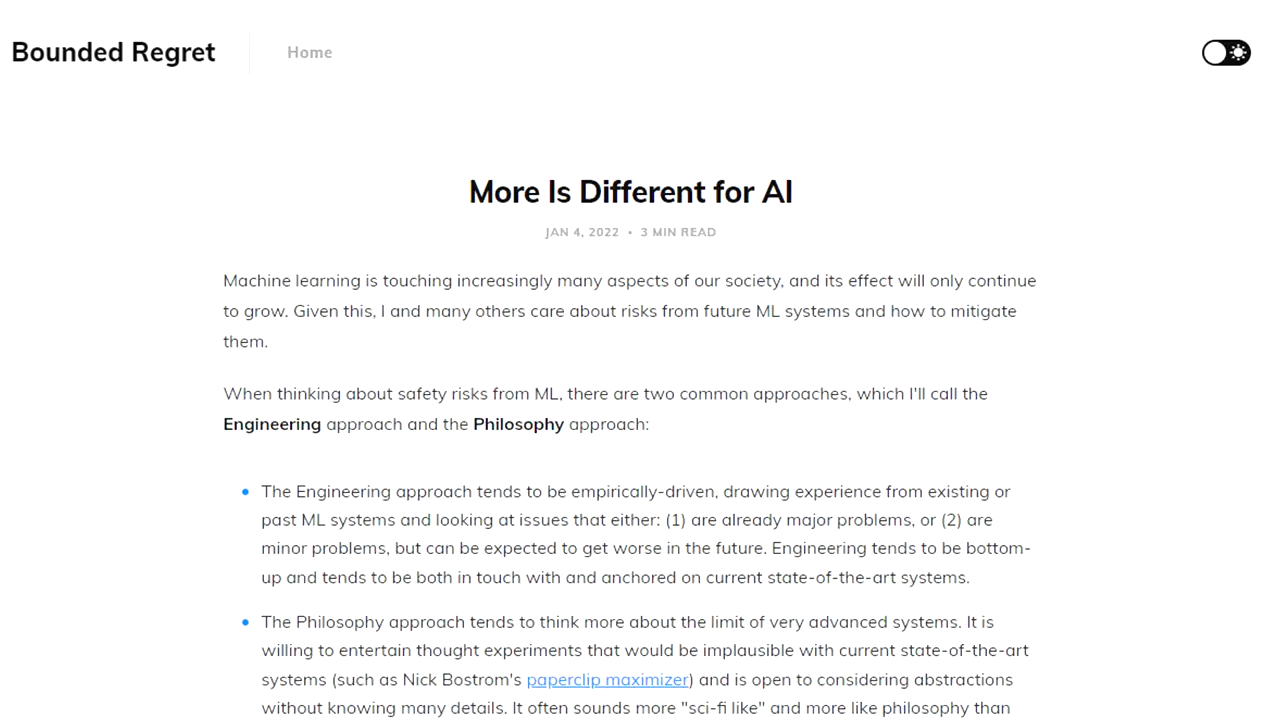 Bounded Regret
Home
More Is Different for AI
JAN 4, 2022 • 3 MIN READ
Machine learning is touching increasingly many aspects of our society, and its effect will only continue
to grow. Given this, I and many others care about risks from future ML systems and how to mitigate
them.
When thinking about safety risks from ML, there are two common approaches, which I'll call the
Engineering approach and the Philosophy approach:
• The Engineering approach tends to be empirically-driven, drawing experience from existing or
past ML systems and looking at issues that either: (1) are already major problems, or (2) are
minor problems, but can be expected to get worse in the future. Engineering tends to be bottom-
up and tends to be both in touch with and anchored on current state-of-the-art systems.
• The Philosophy approach tends to think more about the limit of very advanced systems. It is
willing to entertain thought experiments that would be implausible with current state-of-the-art
systems (such as Nick Bostrom's paperclip maximizer) and is open to considering abstractions
without knowing many details. It often sounds more "sci-fi like" and more like philosophy than